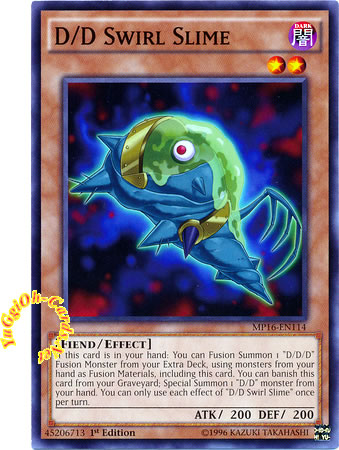 D/D SWIRL SLIME
DARK
闇
MP16-EN114
[FIEND/EFFECT]
If this card is in your hand: You can Fusion Summon 1 "D/D/D"
Fusion Monster from your Extra Deck, using monsters from your
hand as Fusion Materials, including this card. You can banish this
card from your Graveyard; Special Summon 1 "D/D" monster from
your hand. You can only use each effect of "D/D Swirl Slime" once
per turn.
ATK/ 200 DEF/ 200
45206713 1st Edition ©1996 KAZUKI TAKAHASHI
YuGgiOh-Cards.net